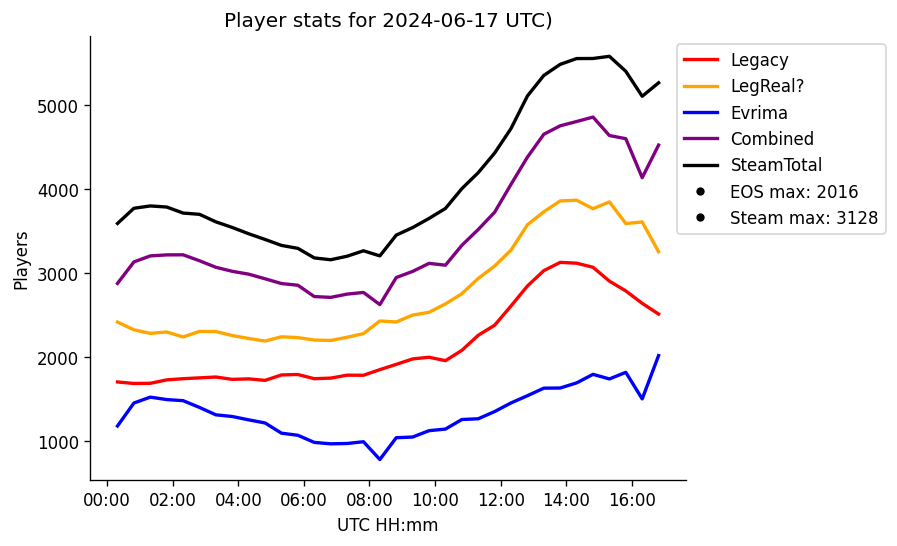 Player stats for 2024-06-17 UTC)
Legacy
LegReal?
Evrima
Combined
SteamTotal
EOS max: 2016
Steam max: 3128
Players
5000
4000
3000
2000
1000
00:00 02:00 04:00 06:00 08:00 10:00 12:00 14:00 16:00
UTC HH:mm